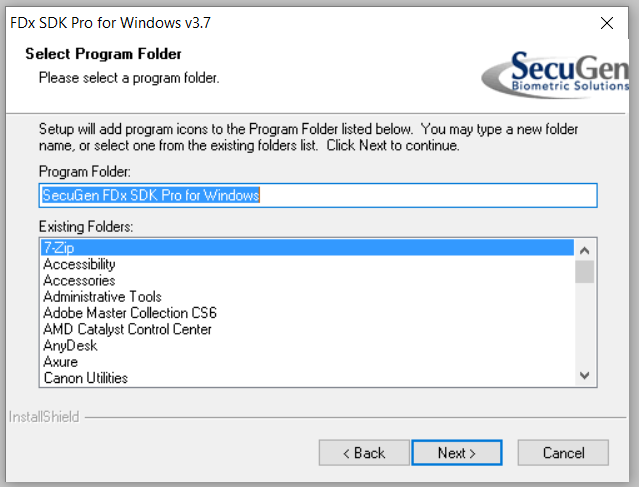 FDx SDK Pro for Windows v3.7
Select Program Folder
Please select a program folder.
SecuGen
Biometric Solutions
Setup will add program icons to the Program Folder listed below.  You may type a new folder
name, or select one from the existing folders list.  Click Next to continue.
Program Folder:
SecuGen FDx SDK Pro for Windows
Existing Folders:
7-Zip
Accessibility
Accessories
Administrative Tools
Adobe Master Collection CS6
AMD Catalyst Control Center
AnyDesk
Axure
Canon Utilities
InstallShield
< Back
Next >
Cancel